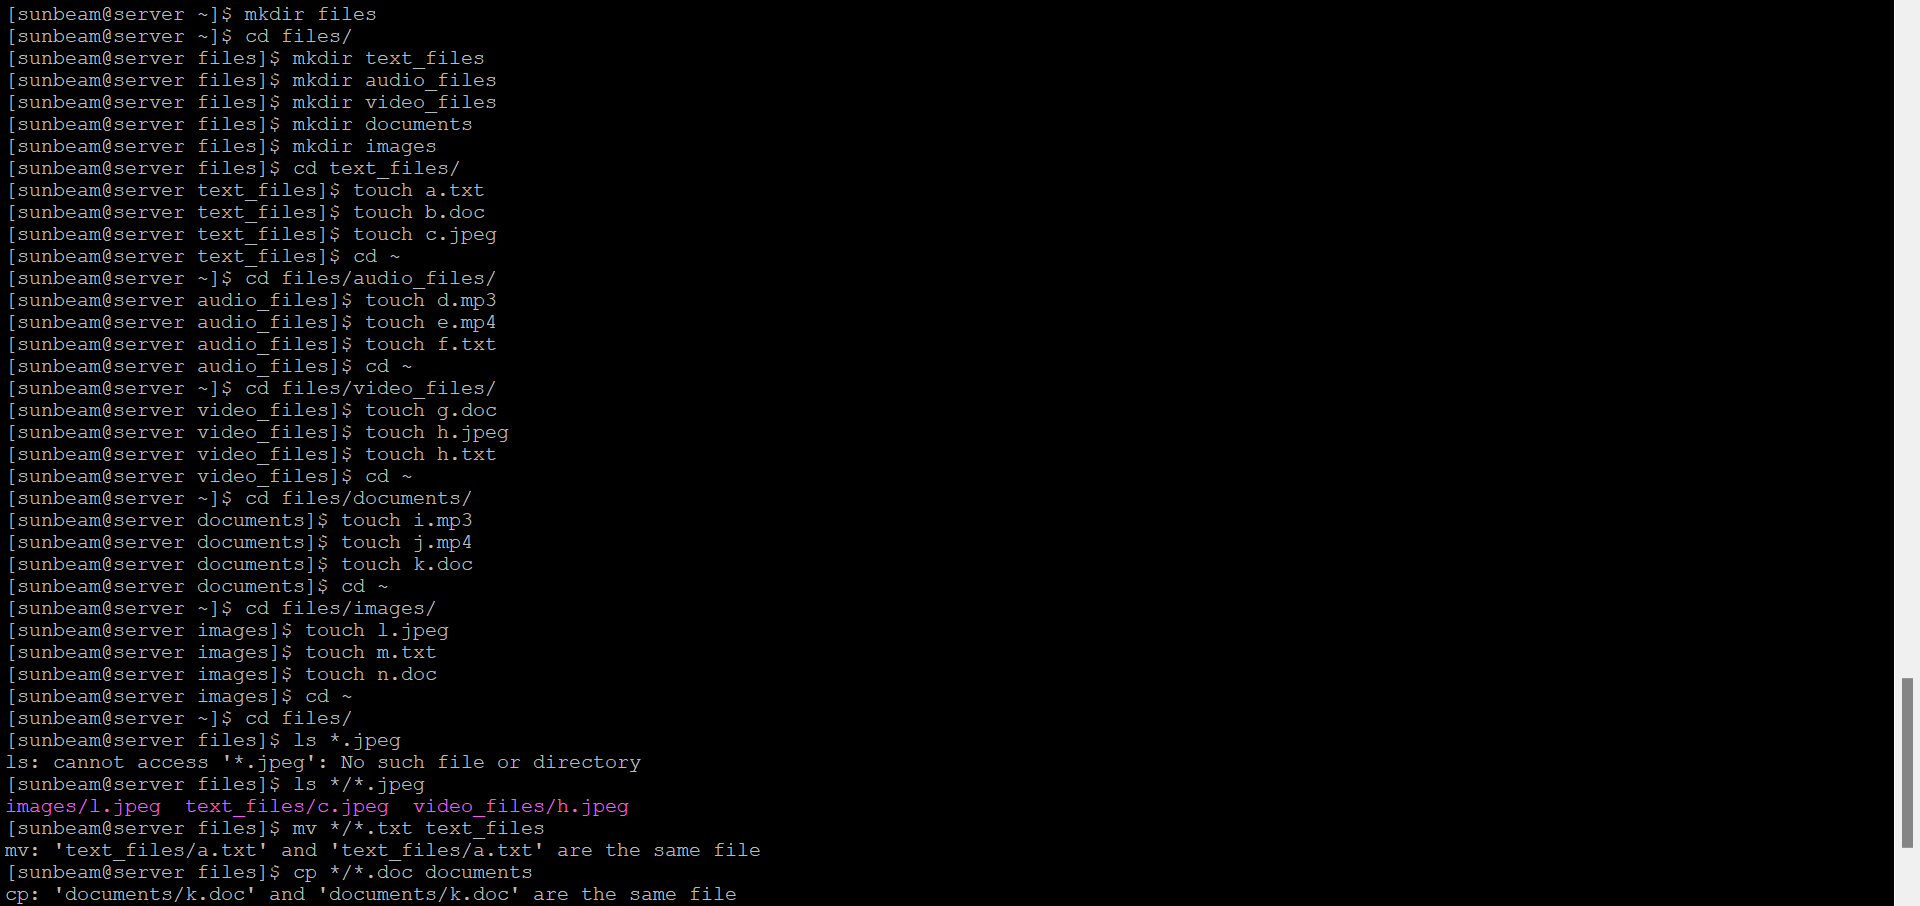 [sunbeam@server ~]$ mkdir files
[sunbeam@server ~]$ cd files/
[sunbeam@server files]$ mkdir text_files
[sunbeam@server files]$ mkdir audio_files
[sunbeam@server files]$ mkdir video_files
[sunbeam@server files]$ mkdir documents
[sunbeam@server files]$ mkdir images
[sunbeam@server files]$ cd text_files/
[sunbeam@server text_files]$ touch a.txt
[sunbeam@server text_files]$ touch b.doc
[sunbeam@server text_files]$ touch c.jpeg
[sunbeam@server text_files]$ cd ~
[sunbeam@server ~]$ cd files/audio_files/
[sunbeam@server audio_files]$ touch d.mp3
[sunbeam@server audio_files]$ touch e.mp4
[sunbeam@server audio_files]$ touch f.txt
[sunbeam@server audio_files]$ cd ~
[sunbeam@server ~]$ cd files/video_files/
[sunbeam@server video_files]$ touch g.doc
[sunbeam@server video_files]$ touch h.jpeg
[sunbeam@server video_files]$ touch h.txt
[sunbeam@server video_files]$ cd ~
[sunbeam@server ~]$ cd files/documents/
[sunbeam@server documents]$ touch i.mp3
[sunbeam@server documents]$ touch j.mp4
[sunbeam@server documents]$ touch k.doc
[sunbeam@server documents]$ cd ~
[sunbeam@server ~]$ cd files/images/
[sunbeam@server images]$ touch l.jpeg
[sunbeam@server images]$ touch m.txt
[sunbeam@server images]$ touch n.doc
[sunbeam@server images]$ cd ~
[sunbeam@server ~]$ cd files/
[sunbeam@server files]$ ls *.jpeg
ls: cannot access '*.jpeg': No such file or directory
[sunbeam@server files]$ ls */*.jpeg
images/l.jpeg  text_files/c.jpeg  video_files/h.jpeg
[sunbeam@server files]$ mv */*.txt text_files
mv: 'text_files/a.txt' and 'text_files/a.txt' are the same file
[sunbeam@server files]$ cp */*.doc documents
cp: 'documents/k.doc' and 'documents/k.doc' are the same file